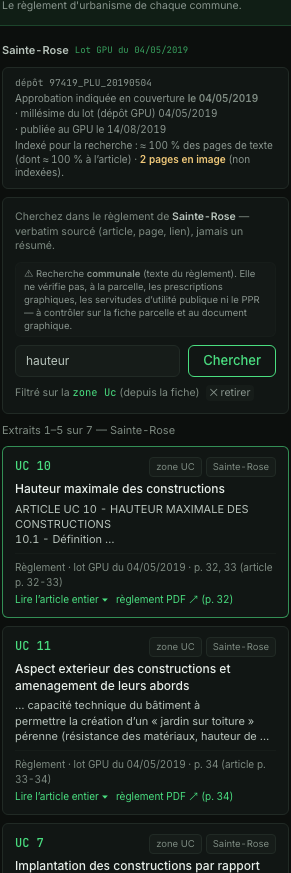 Le règlement d'urbanisme de chaque commune.
Sainte-Rose Lot GPU du 04/05/2019
dépôt 97419_PLU_20190504
Approbation indiquée en couverture le 04/05/2019
· millésime du lot (dépôt GPU) 04/05/2019
· publiée au GPU le 14/08/2019
Indexé pour la recherche : ≈ 100 % des pages de texte
(dont ≈ 100 % à l'article) · 2 pages en image (non
indexées).
Cherchez dans le règlement de Sainte-Rose —
verbatim sourcé (article, page, lien), jamais un
résumé.
⚠ Recherche communale (texte du règlement). Elle
ne vérifie pas, à la parcelle, les prescriptions
graphiques, les servitudes d'utilité publique ni le PPR
— à contrôler sur la fiche parcelle et au document
graphique.
hauteur Chercher
Filtré sur la zone Uc (depuis la fiche) ✕ retirer
Extraits 1–5 sur 7 — Sainte-Rose
UC 10 zone UC Sainte-Rose
Hauteur maximale des constructions
ARTICLE UC 10 - HAUTEUR MAXIMALE DES
CONSTRUCTIONS
10.1 - Définition ...
Règlement · lot GPU du 04/05/2019 · p. 32, 33 (article
p. 32-33)
Lire l'article entier ▾ règlement PDF ↗ (p. 32)
UC 11 zone UC Sainte-Rose
Aspect exterieur des constructions et
amenagement de leurs abords
... capacité technique du bâtiment à
permettre la création d'un « jardin sur toiture »
pérenne (résistance des matériaux, hauteur de ...
Règlement · lot GPU du 04/05/2019 · p. 34 (article p.
33-34)
Lire l'article entier ▾ règlement PDF ↗ (p. 34)
UC 7 zone UC Sainte-Rose
Implantation des constructions par rapport